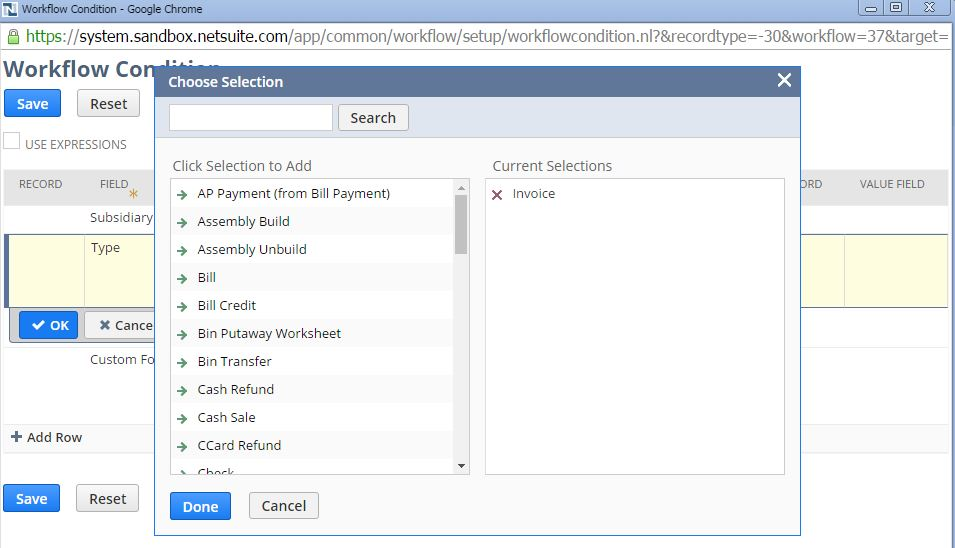 Workflow Condition - Google Chrome
https://system.sandbox.netsuite.com/app/common/workflow/setup/workflowcondition.nl?&recordtype=-30&workflow=37&target=
Workflow Con
Choose Selection
Save Reset
Search
USE EXPRESSIONS
Click Selection to Add Current Selections
RECORD FIELD * ORD VALUE FIELD
AP Payment (from Bill Payment) Invoice
Subsidiary Assembly Build
Type Assembly Unbuild
Bill
Bill Credit
OK Cance Bin Putaway Worksheet
Custom Fo Bin Transfer
Cash Refund
Cash Sale
Add Row CCard Refund
Check
Save Reset Done Cancel